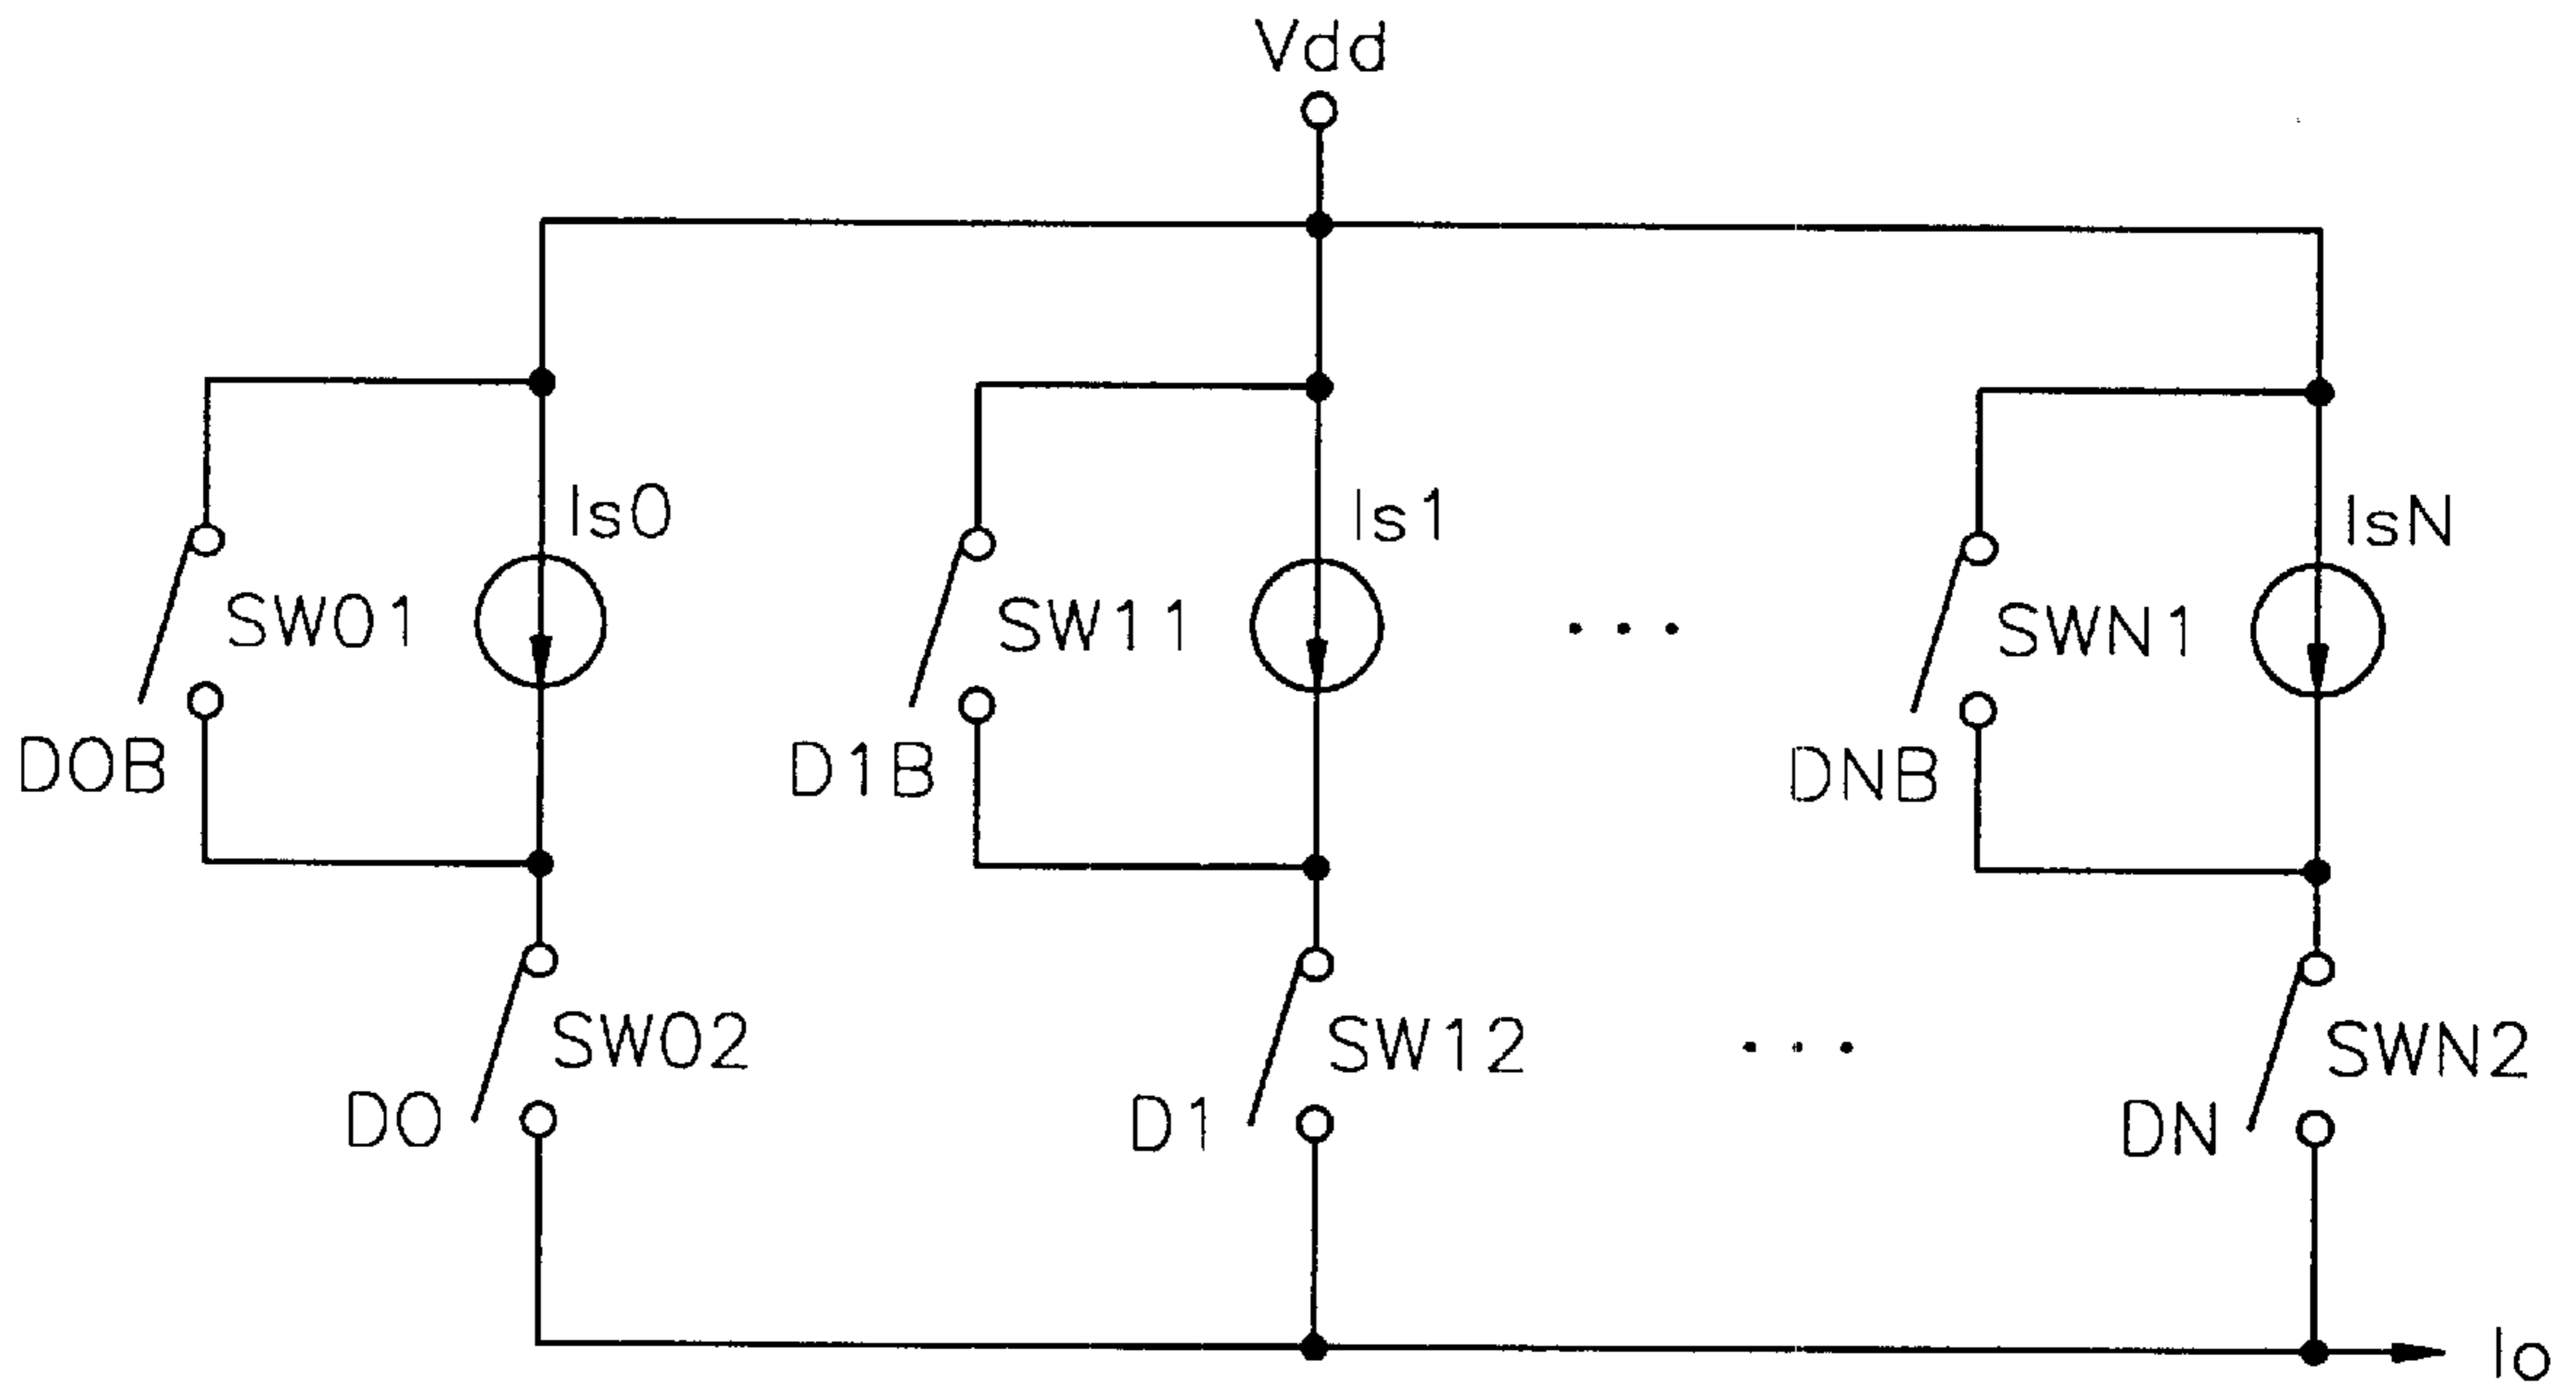 Vdd
Is0
Is1
IsN
SW01
SW11
SWN1
D0B
D1B
DNB
SW02
SW12
SWN2
D0
D1
DN
Io